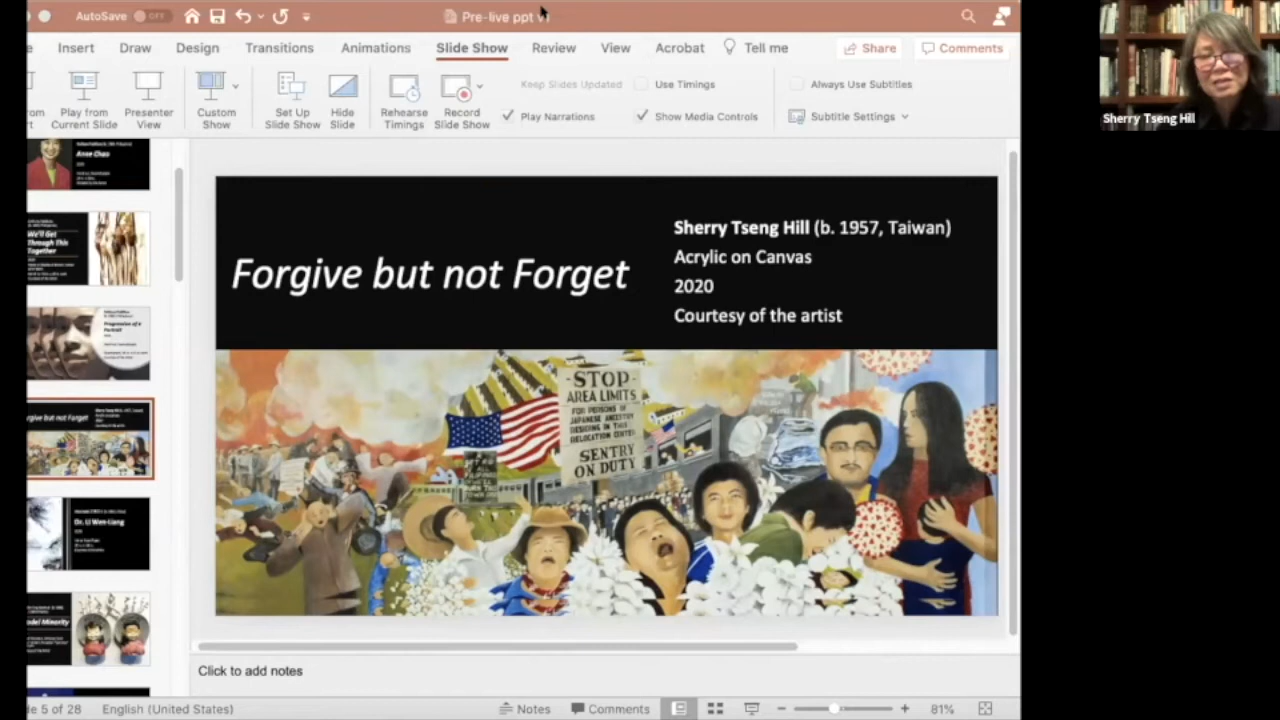 AutoSave OFF
Pre-live ppt v
Insert Draw Design Transitions Animations Slide Show Review View Acrobat Tell me Share Comments
Play from Current Slide
Presenter View
Custom Show
Set Up Slide Show
Hide Slide
Rehearse Timings
Record Slide Show
Keep Slides Updated
Use Timings
Play Narrations
Show Media Controls
Always Use Subtitles
Subtitle Settings
Sherry Tseng Hill
Anne Chao
We'll Get
Through This
Together
Progression of a
Portrait
Dr. Li Wen-Liang
Forgive but not Forget
Sherry Tseng Hill (b. 1957, Taiwan)
Acrylic on Canvas
2020
Courtesy of the artist
STOP
AREA LIMITS
FOR PERSONS OF
JAPANESE ANCESTRY
RESIDING IN THIS
RELOCATION CENTER
SENTRY
ON DUTY
Click to add notes
5 of 28
English (United States)
Notes
Comments
81%